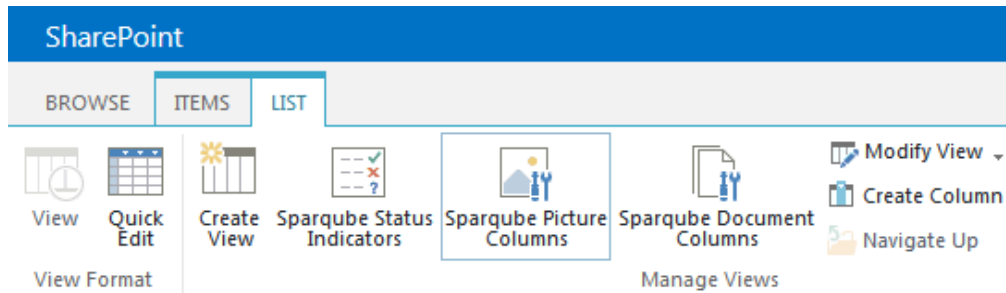 SharePoint
BROWSE ITEMS LIST
View
Quick
Edit
Create
View
Sparqube Status
Indicators
Sparqube Picture
Columns
Sparqube Document
Columns
Modify View
Create Column
Navigate Up
View Format
Manage Views